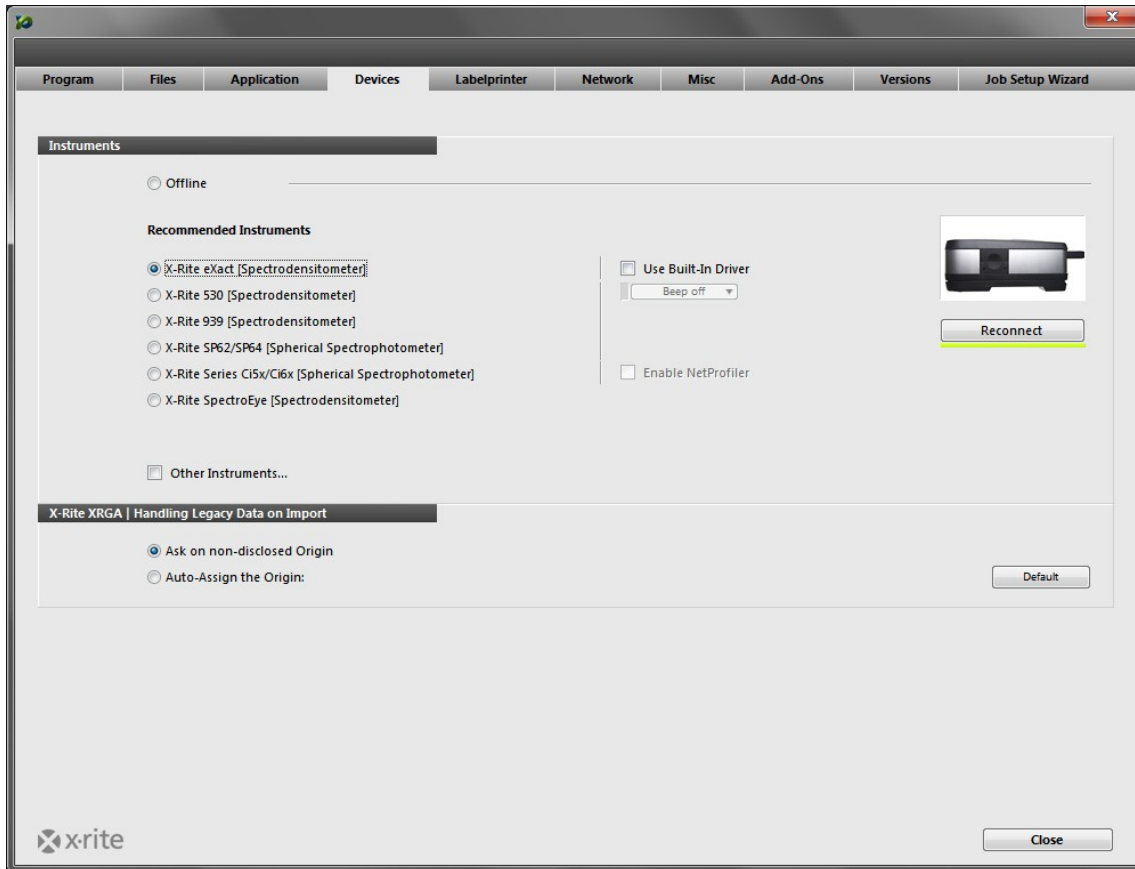 x
Program Files Application Devices Labelprinter Network Misc Add-Ons Versions Job Setup Wizard
Instruments
Offline
Recommended Instruments
X-Rite eXact [Spectrodensitometer]
Use Built-In Driver
X-Rite 530 [Spectrodensitometer]
Beep off
X-Rite 939 [Spectrodensitometer]
Reconnect
X-Rite SP62/SP64 [Spherical Spectrophotometer]
X-Rite Series Ci5x/Ci6x [Spherical Spectrophotometer]
Enable NetProfiler
X-Rite SpectroEye [Spectrodensitometer]
Other Instruments...
X-Rite XRGA | Handling Legacy Data on Import
Ask on non-disclosed Origin
Auto-Assign the Origin:
Default
x·rite
Close